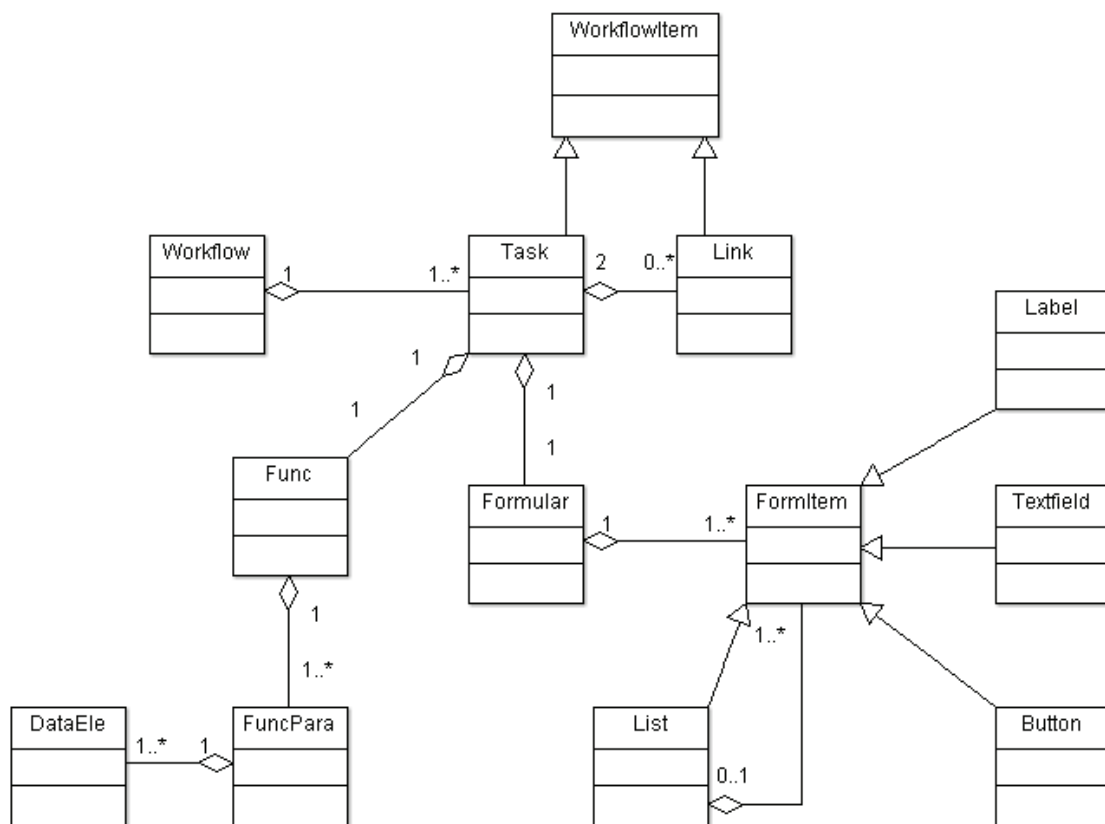 WorkflowItem
Workflow
Task
Link
1
1..*
2
0..*
Label
1
1
1
1
Func
Formular
FormItem
Textfield
1
1..*
1
1..*
1..*
DataEle
FuncPara
List
Button
1..*
1
0..1